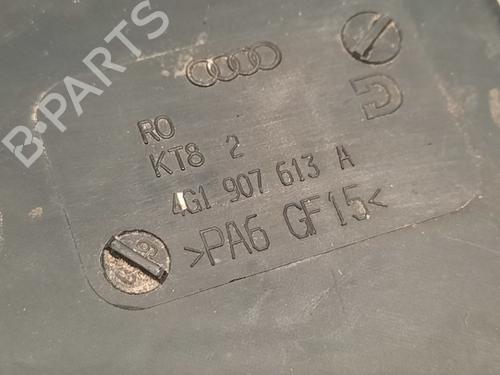 B-PARTS
RO
KT8 2
4G1 907 613 A
>PA6 GF15<